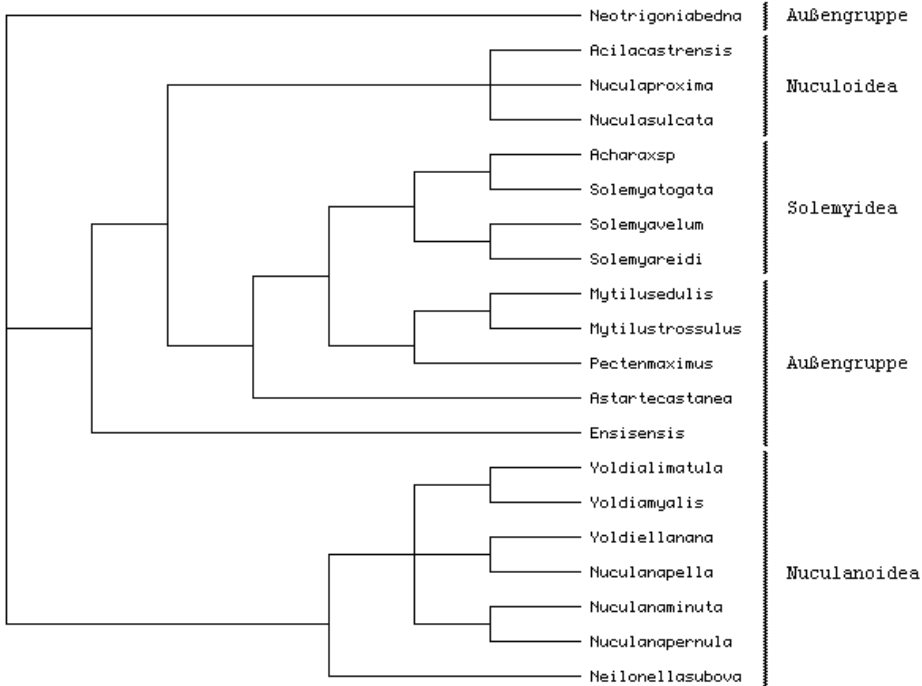 Neotrigoniabedna Außengruppe
Acilacastrensis
Nuculaproxima Nuculoidea
Nuculasulcata
Acharaxsp
Solemyatogata
Solemyidea
Solemyavelum
Solemyareidi
Mytilusedulis
Mytilustrossulus
Pectenmaximus Außengruppe
Astartecastanea
Ensisensis
Yoldialimatula
Yoldiamyalis
Yoldiellanana
Nuculanapella Nuculanoidea
Nuculanaminuta
Nuculanapernula
Neilonellasubova